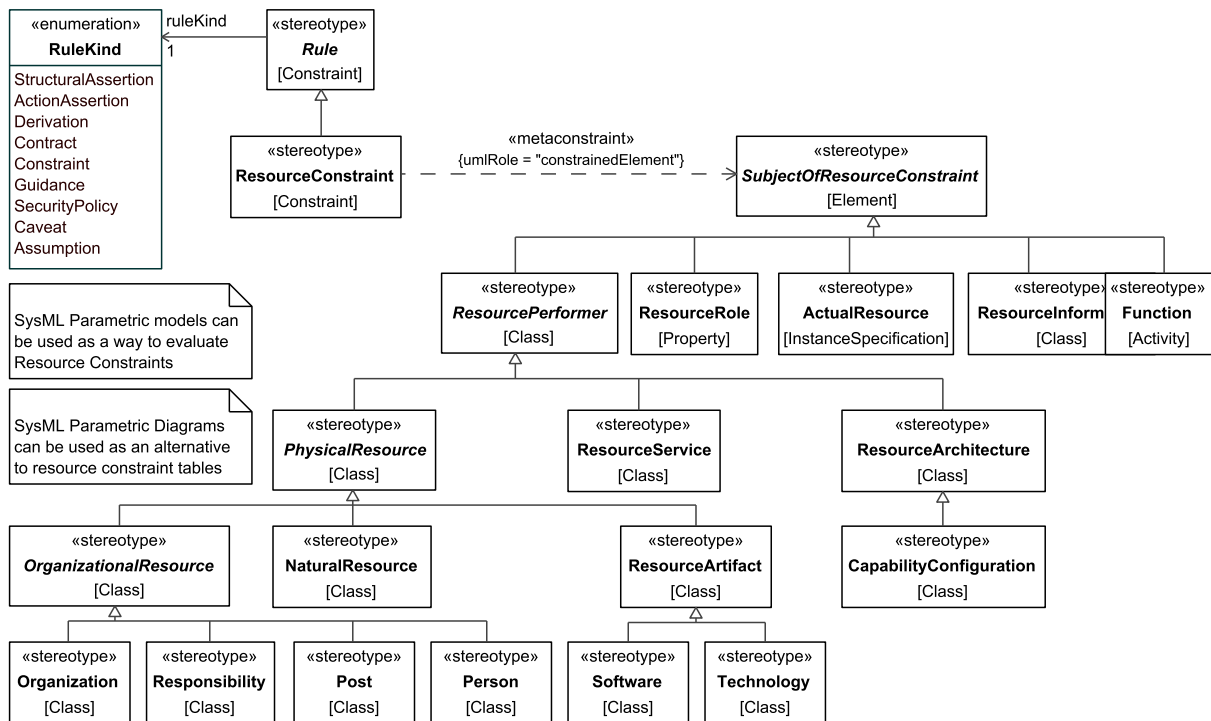 «enumeration»
RuleKind
StructuralAssertion
ActionAssertion
Derivation
Contract
Constraint
Guidance
SecurityPolicy
Caveat
Assumption
ruleKind
1
«stereotype»
Rule
[Constraint]
«stereotype»
ResourceConstraint
[Constraint]
«metaconstraint»
{umlRole = "constrainedElement"}
«stereotype»
SubjectOfResourceConstraint
[Element]
SysML Parametric models can
be used as a way to evaluate
Resource Constraints
SysML Parametric Diagrams
can be used as an alternative
to resource constraint tables
«stereotype»
ResourcePerformer
[Class]
«stereotype»
ResourceRole
[Property]
«stereotype»
ActualResource
[InstanceSpecification]
«stereotype»
ResourceInform
[Class]
«stereotype»
Function
[Activity]
«stereotype»
PhysicalResource
[Class]
«stereotype»
ResourceService
[Class]
«stereotype»
ResourceArchitecture
[Class]
«stereotype»
OrganizationalResource
[Class]
«stereotype»
NaturalResource
[Class]
«stereotype»
ResourceArtifact
[Class]
«stereotype»
CapabilityConfiguration
[Class]
«stereotype»
Organization
[Class]
«stereotype»
Responsibility
[Class]
«stereotype»
Post
[Class]
«stereotype»
Person
[Class]
«stereotype»
Software
[Class]
«stereotype»
Technology
[Class]